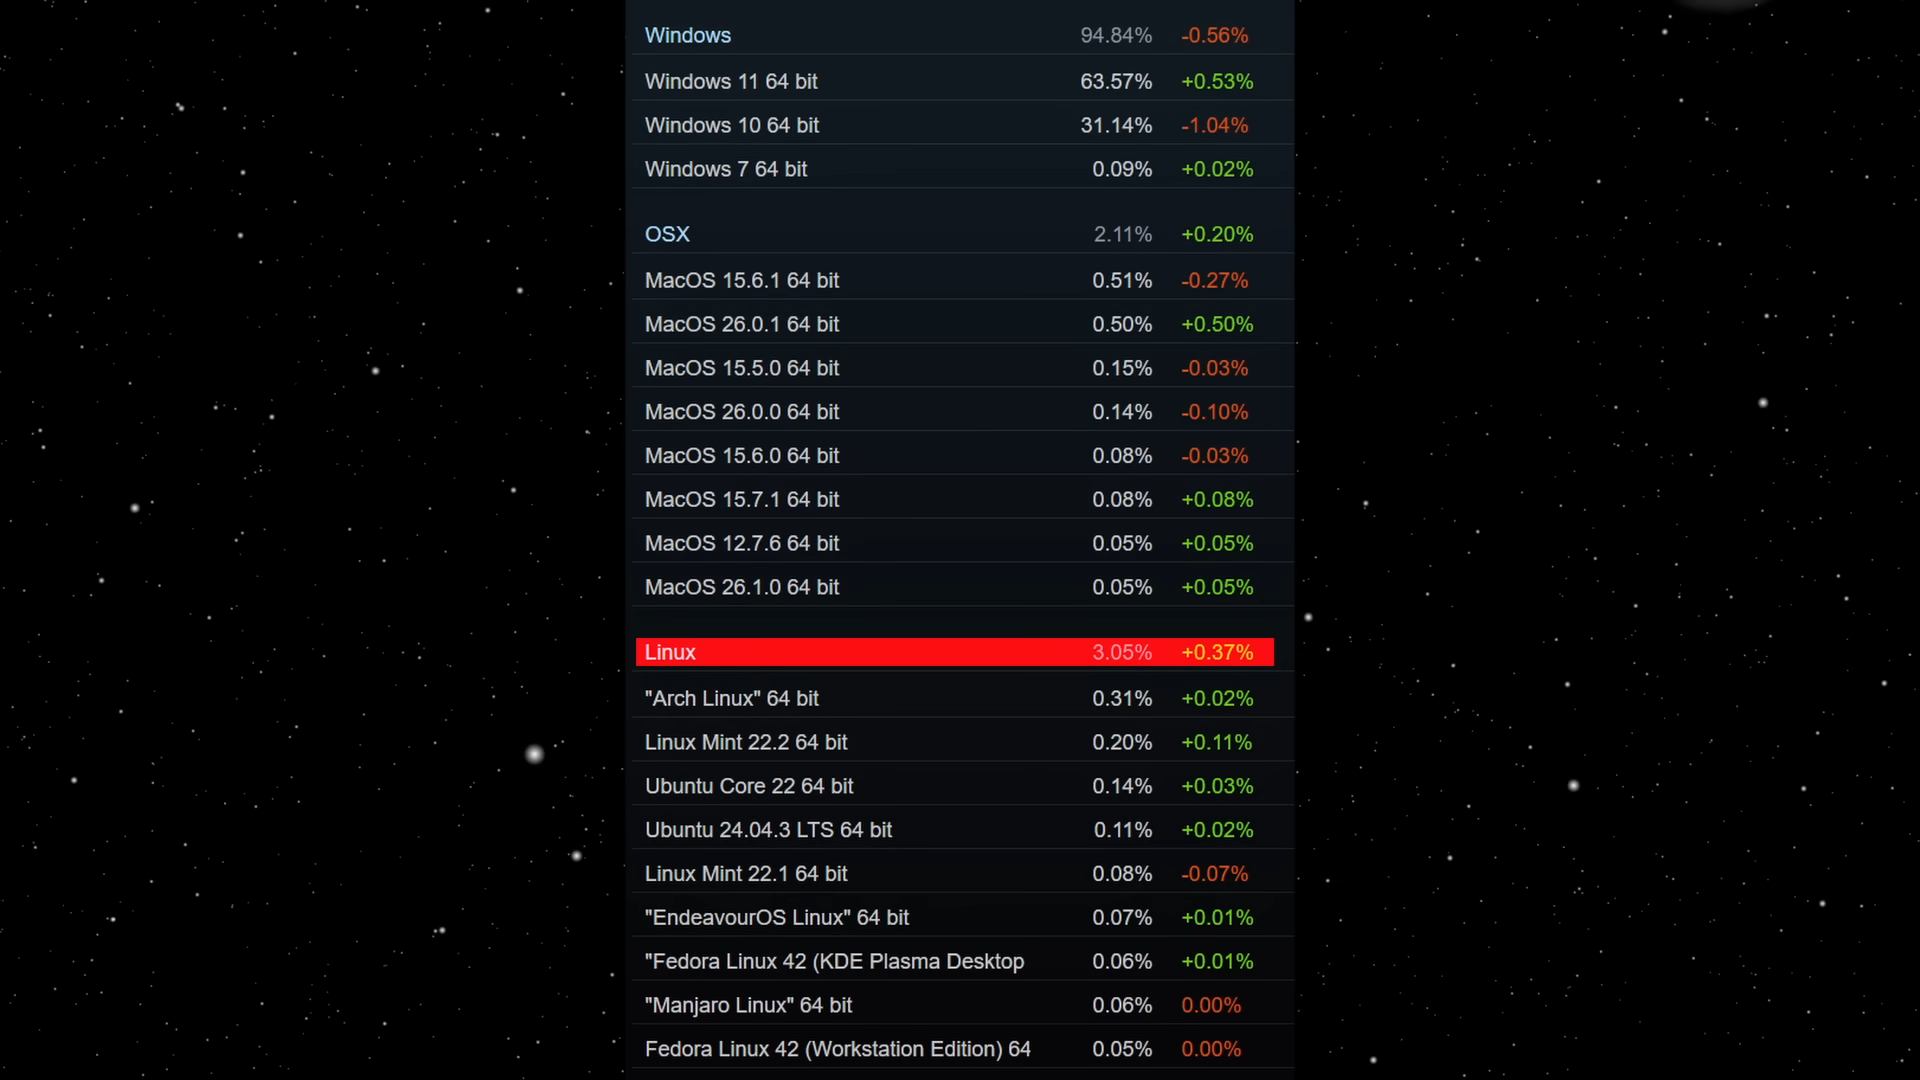 Windows 94.84% -0.56%
Windows 11 64 bit 63.57% +0.53%
Windows 10 64 bit 31.14% -1.04%
Windows 7 64 bit 0.09% +0.02%
OSX 2.11% +0.20%
MacOS 15.6.1 64 bit 0.51% -0.27%
MacOS 26.0.1 64 bit 0.50% +0.50%
MacOS 15.5.0 64 bit 0.15% -0.03%
MacOS 26.0.0 64 bit 0.14% -0.10%
MacOS 15.6.0 64 bit 0.08% -0.03%
MacOS 15.7.1 64 bit 0.08% +0.08%
MacOS 12.7.6 64 bit 0.05% +0.05%
MacOS 26.1.0 64 bit 0.05% +0.05%
Linux 3.05% +0.37%
"Arch Linux" 64 bit 0.31% +0.02%
Linux Mint 22.2 64 bit 0.20% +0.11%
Ubuntu Core 22 64 bit 0.14% +0.03%
Ubuntu 24.04.3 LTS 64 bit 0.11% +0.02%
Linux Mint 22.1 64 bit 0.08% -0.07%
"EndeavourOS Linux" 64 bit 0.07% +0.01%
"Fedora Linux 42 (KDE Plasma Desktop 0.06% +0.01%
"Manjaro Linux" 64 bit 0.06% 0.00%
Fedora Linux 42 (Workstation Edition) 64 0.05% 0.00%